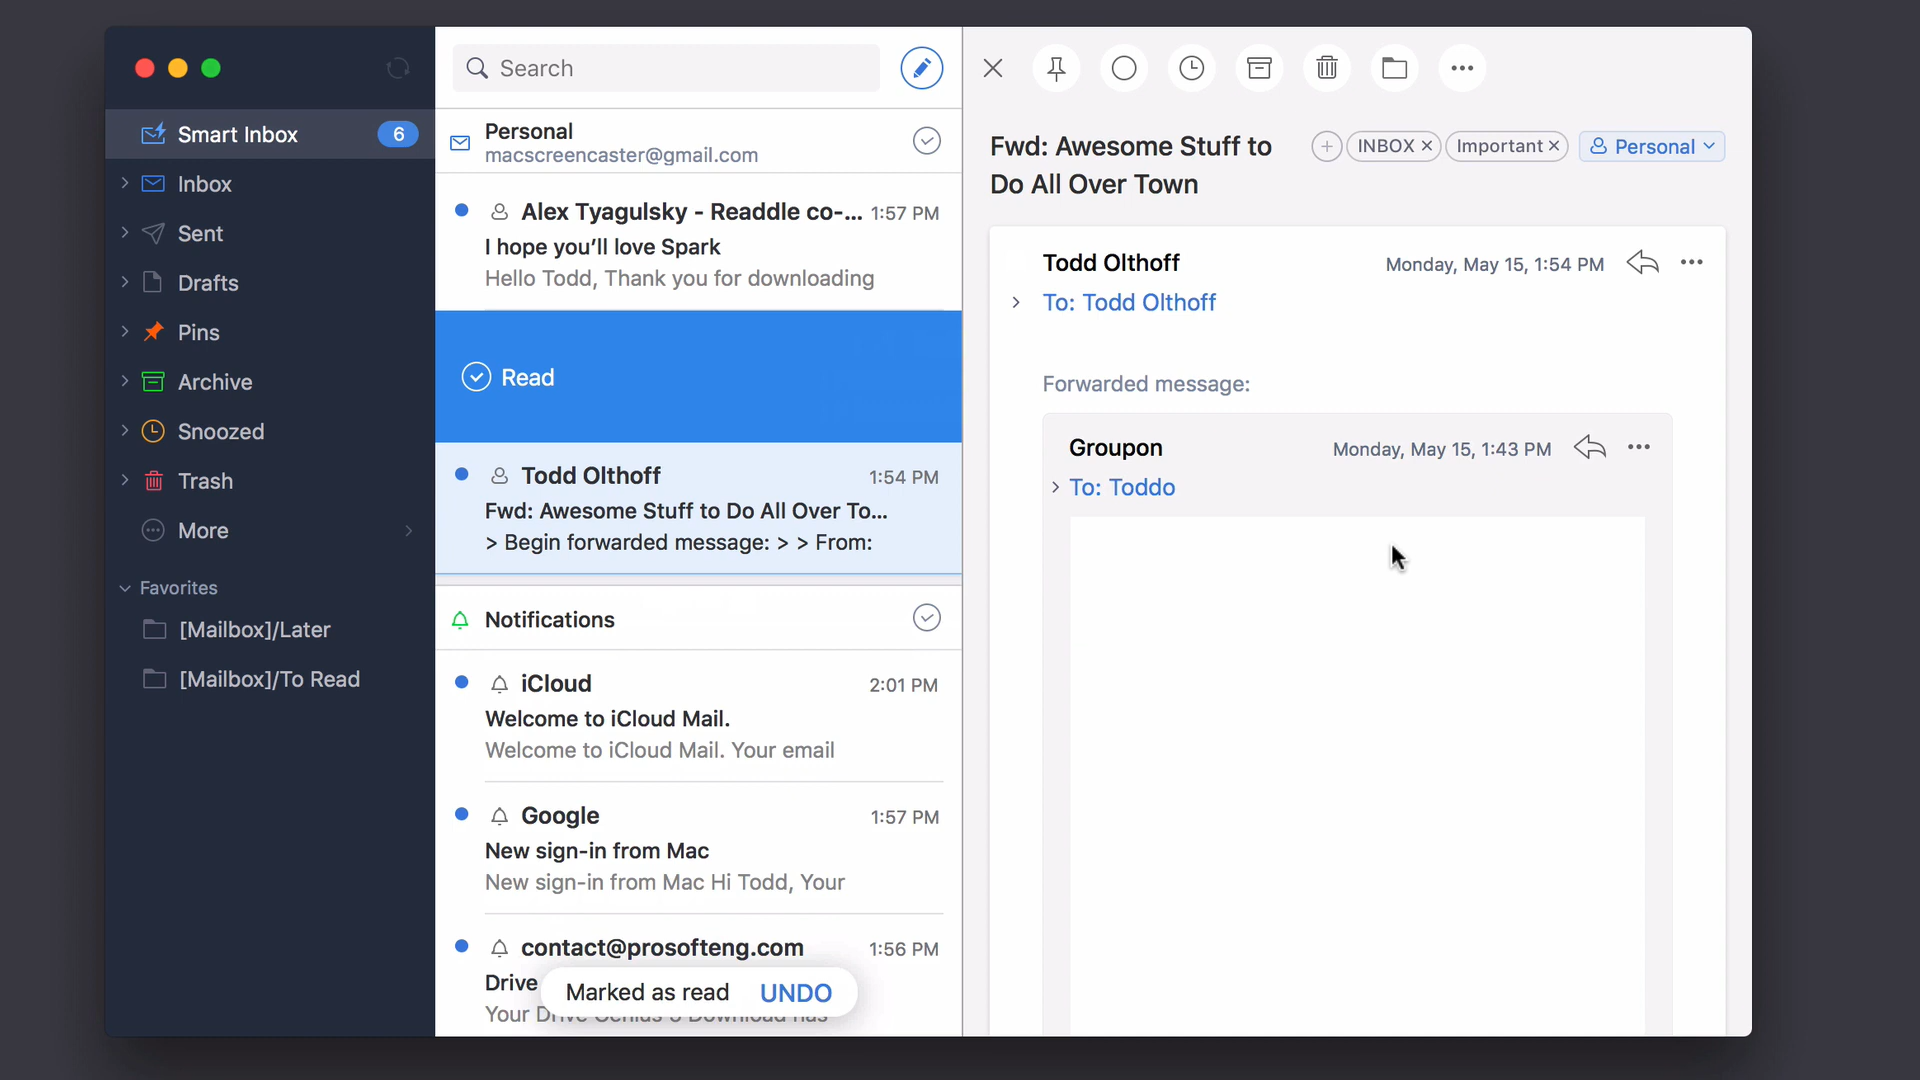 Smart Inbox 6
Inbox
Sent
Drafts
Pins
Archive
Snoozed
Trash
More
Favorites
[Mailbox]/Later
[Mailbox]/To Read
Search
Personal
macscreencaster@gmail.com
Alex Tyagulsky - Readdle co-... 1:57 PM
I hope you'll love Spark
Hello Todd, Thank you for downloading
Read
Todd Olthoff 1:54 PM
Fwd: Awesome Stuff to Do All Over To...
> Begin forwarded message: > > From:
Notifications
iCloud 2:01 PM
Welcome to iCloud Mail.
Welcome to iCloud Mail. Your email
Google 1:57 PM
New sign-in from Mac
New sign-in from Mac Hi Todd, Your
contact@prosofteng.com 1:56 PM
Drive
Marked as read UNDO
Your Drive Genius 5 Download has
Fwd: Awesome Stuff to
Do All Over Town
INBOX Important Personal
Todd Olthoff Monday, May 15, 1:54 PM
To: Todd Olthoff
Forwarded message:
Groupon Monday, May 15, 1:43 PM
To: Toddo